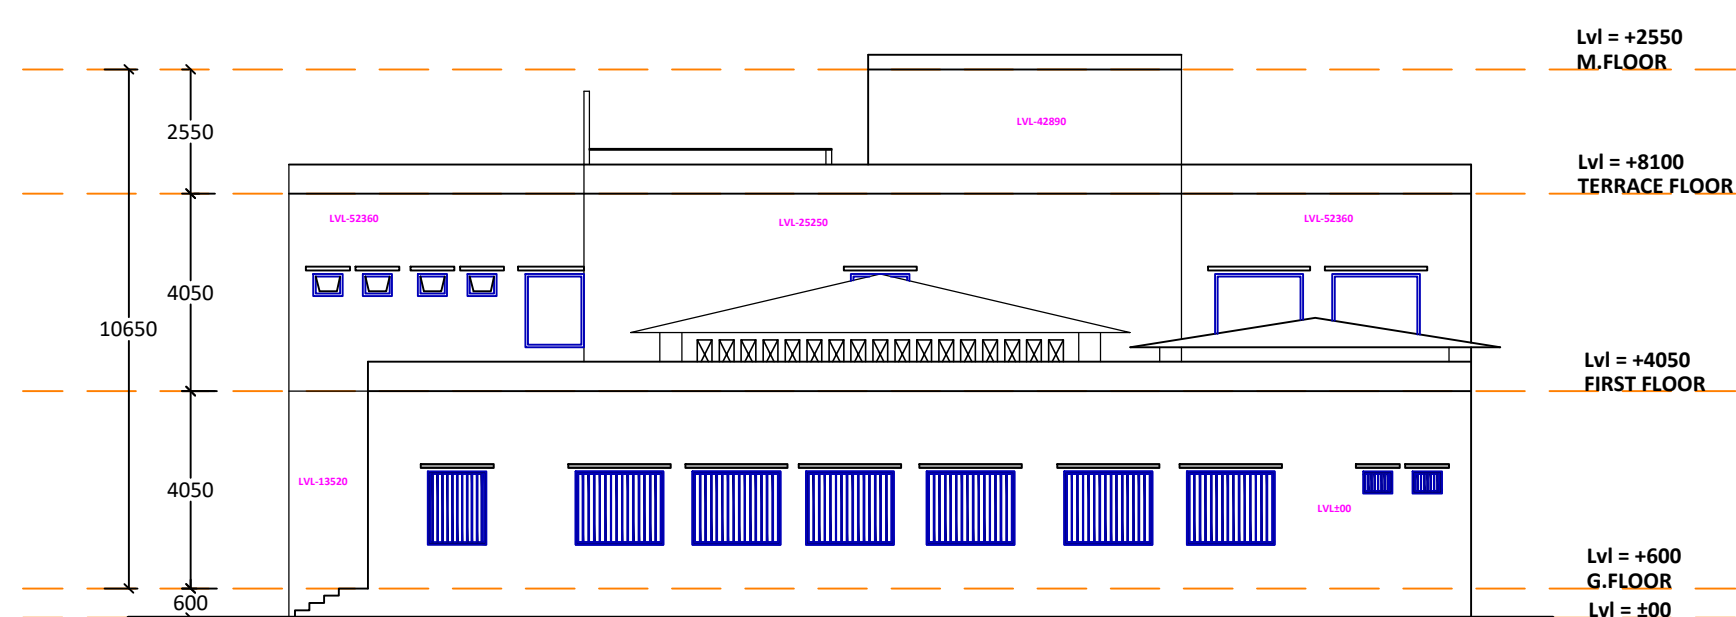 Lvl = +2550
M.FLOOR
LVL-42890
2550
Lvl = +8100
TERRACE FLOOR
LVL-52360
LVL-25250
LVL-52360
4050
10650
Lvl = +4050
FIRST FLOOR
LVL-13520
4050
LVL±00
Lvl = +600
G.FLOOR
600
Lvl = ±00